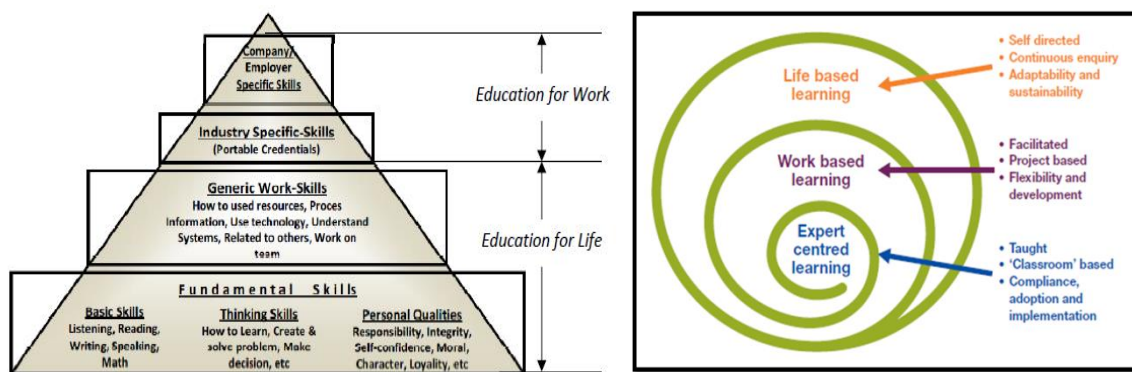 Company/
Employer
Specific Skills
Industry Specific-Skills
(Portable Credentials)
Generic Work-Skills
How to used resources, Proces
Information, Use technology, Understand
Systems, Related to others, Work on
team
Fundamental Skills
Basic Skills
Listening, Reading,
Writing, Speaking,
Math
Thinking Skills
How to Learn, Create &
solve problem, Make
decision, etc
Personal Qualities
Responsibility, Integrity,
Self-confidence, Moral,
Character, Loyality, etc
Education for Work
Education for Life
Life based
learning
• Self directed
• Continuous enquiry
• Adaptability and
sustainability
Work based
learning
• Facilitated
• Project based
• Flexibility and
development
Expert
centred
learning
• Taught
• 'Classroom' based
• Compliance,
adoption and
implementation